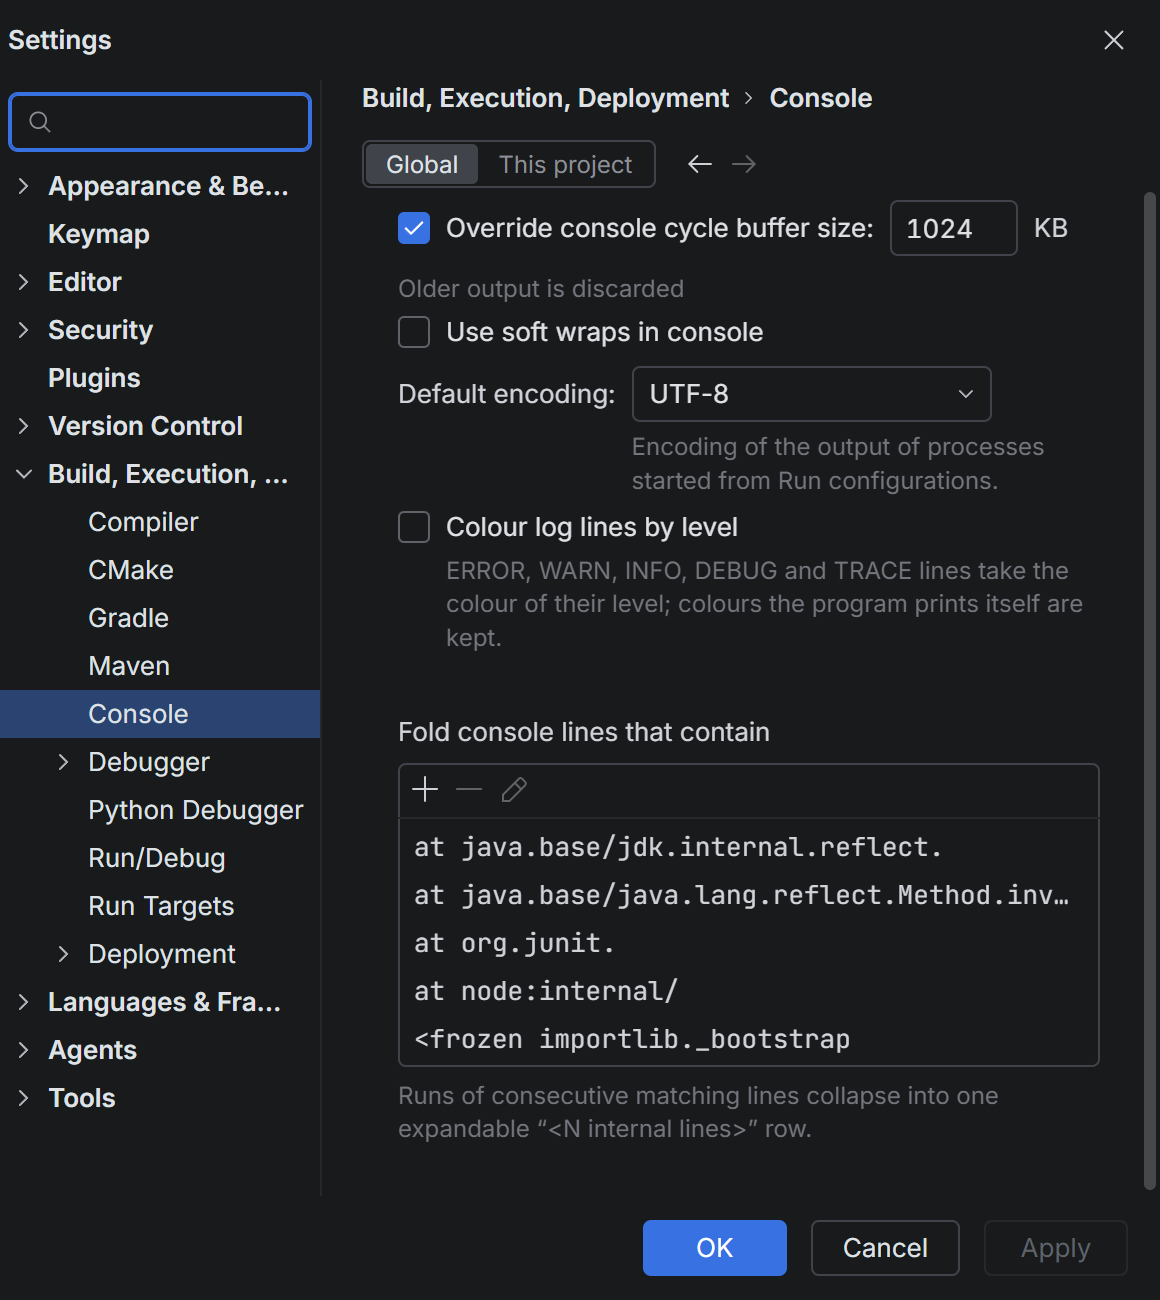 Settings
Appearance & Be...
Keymap
Editor
Security
Plugins
Version Control
Build, Execution, ...
Compiler
CMake
Gradle
Maven
Console
Debugger
Python Debugger
Run/Debug
Run Targets
Deployment
Languages & Fra...
Agents
Tools
Build, Execution, Deployment > Console
Global This project
Override console cycle buffer size: 1024 KB
Older output is discarded
Use soft wraps in console
Default encoding: UTF-8
Encoding of the output of processes
started from Run configurations.
Colour log lines by level
ERROR, WARN, INFO, DEBUG and TRACE lines take the
colour of their level; colours the program prints itself are
kept.
Fold console lines that contain
at java.base/jdk.internal.reflect.
at java.base/java.lang.reflect.Method.inv...
at org.junit.
at node:internal/
<frozen importlib._bootstrap
Runs of consecutive matching lines collapse into one
expandable “<N internal lines>” row.
OK Cancel Apply